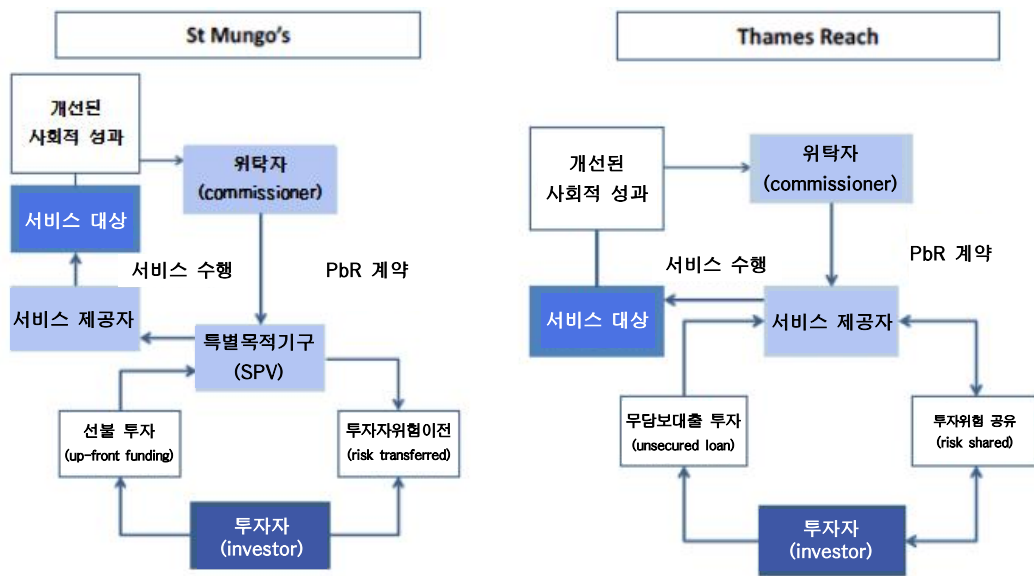 St Mungo's
개선된
사회적 성과
위탁자
(commissioner)
서비스 대상
서비스 수행
PbR 계약
서비스 제공자
특별목적기구
(SPV)
선불 투자
(up-front funding)
투자자위험이전
(risk transferred)
투자자
(investor)
Thames Reach
개선된
사회적 성과
위탁자
(commissioner)
서비스 수행
PbR 계약
서비스 대상
서비스 제공자
무담보대출 투자
(unsecured loan)
투자위험 공유
(risk shared)
투자자
(investor)